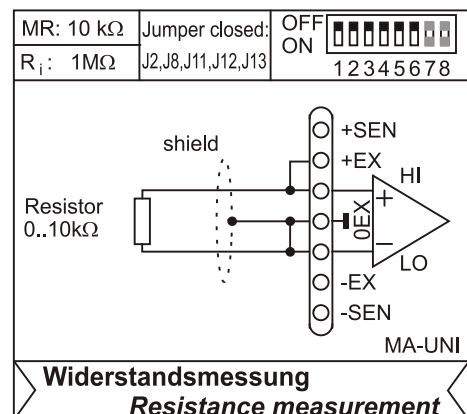 MR: 10 kΩ
Jumper closed:
OFF
ON
Ri: 1MΩ
J2,J8,J11,J12,J13
12345678
+SEN
shield
+EX
HI
+
Resistor
0..10kΩ
0EX
–
LO
-EX
-SEN
MA-UNI
Widerstandsmessung
Resistance measurement